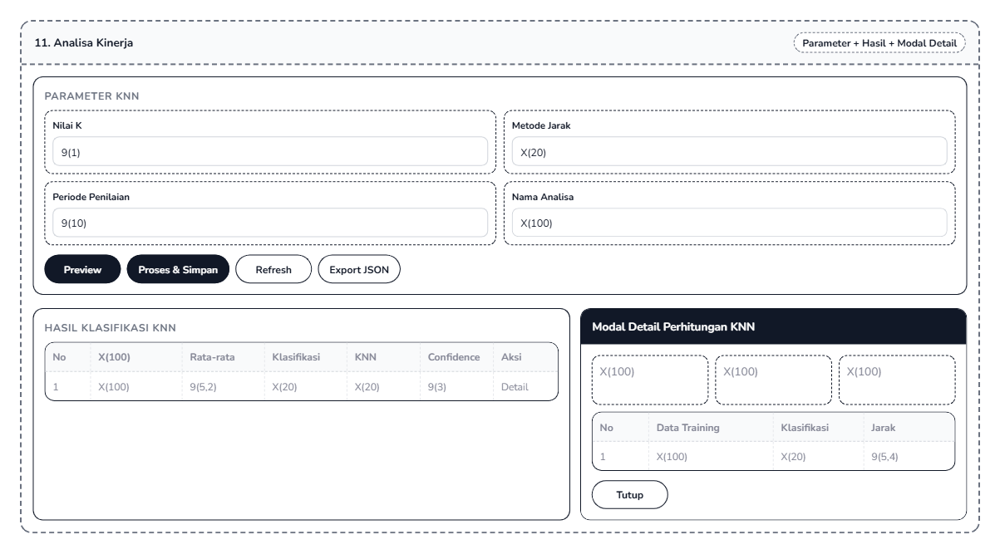 11. Analisa Kinerja
Parameter + Hasil + Modal Detail
PARAMETER KNN
Nilai K
9(1)
Metode Jarak
X(20)
Periode Penilaian
9(10)
Nama Analisa
X(100)
Preview Proses & Simpan Refresh Export JSON
HASIL KLASIFIKASI KNN
No X(100) Rata-rata Klasifikasi KNN Confidence Aksi
1 X(100) 9(5,2) X(20) X(20) 9(3) Detail
Modal Detail Perhitungan KNN
X(100) X(100) X(100)
No Data Training Klasifikasi Jarak
1 X(100) X(20) 9(5,4)
Tutup